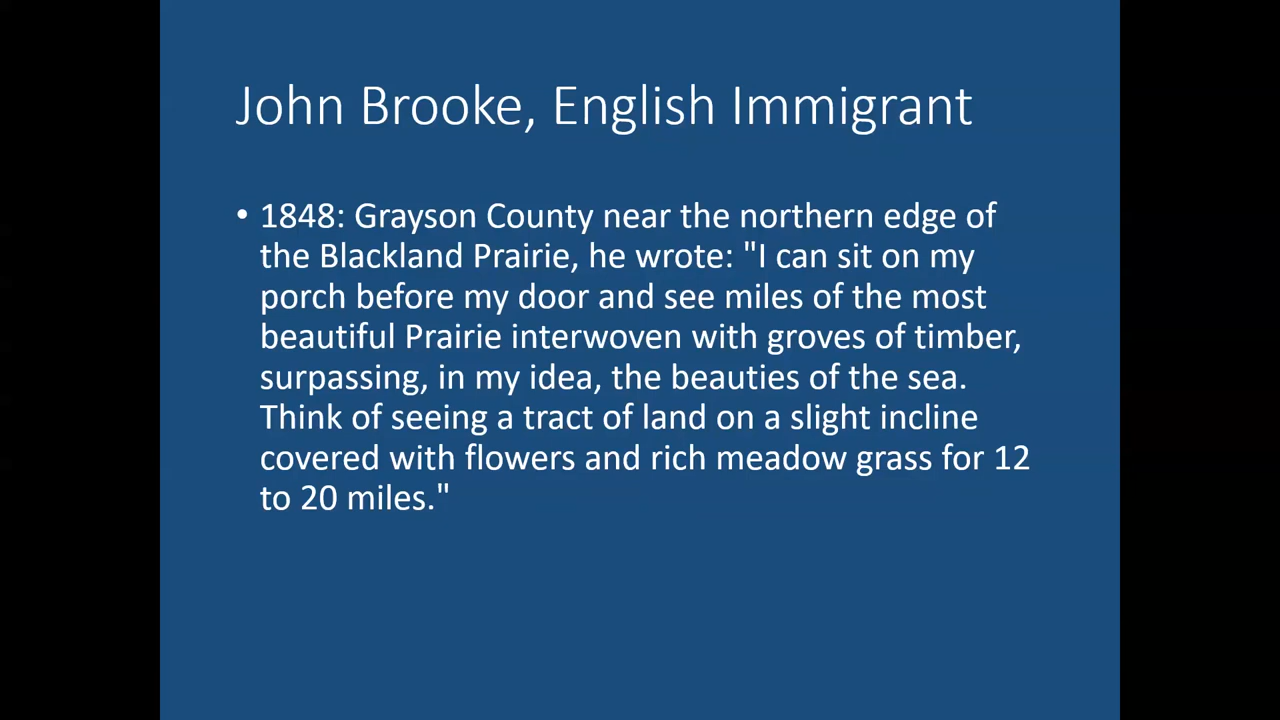 John Brooke, English Immigrant
• 1848: Grayson County near the northern edge of
the Blackland Prairie, he wrote: "I can sit on my
porch before my door and see miles of the most
beautiful Prairie interwoven with groves of timber,
surpassing, in my idea, the beauties of the sea.
Think of seeing a tract of land on a slight incline
covered with flowers and rich meadow grass for 12
to 20 miles."